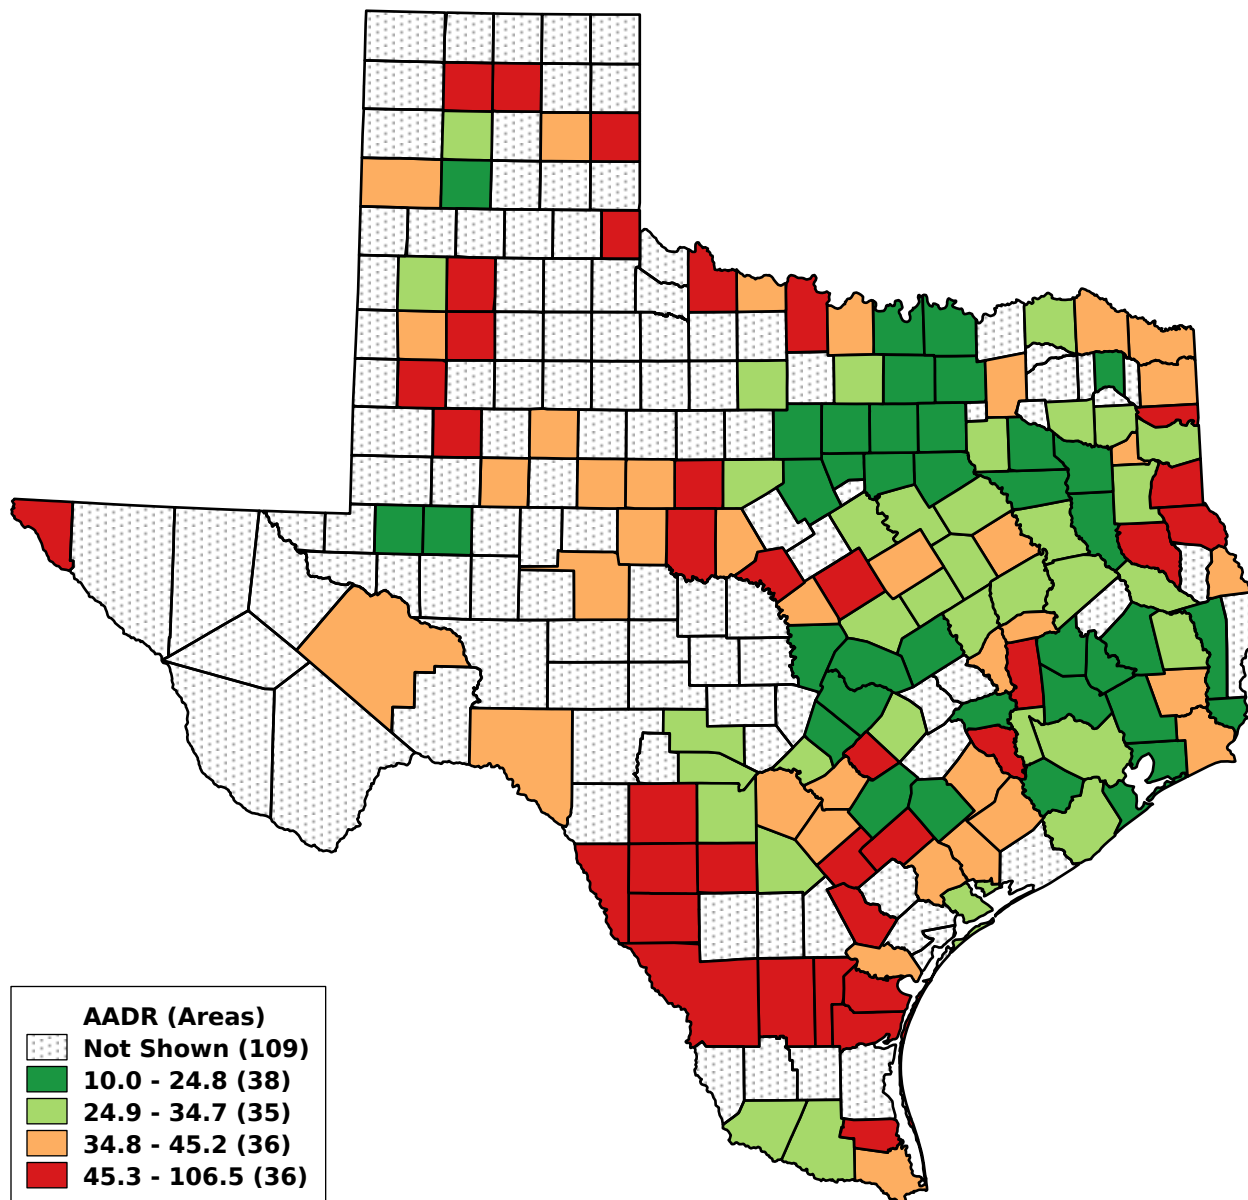 AADR (Areas)
Not Shown (109)
10.0 - 24.8 (38)
24.9 - 34.7 (35)
34.8 - 45.2 (36)
45.3 - 106.5 (36)